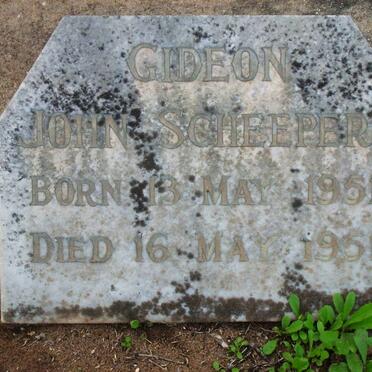 GIDEON
JOHN SCHEEPER
BORN 13 MAY 195
DIED 16 MAY 195